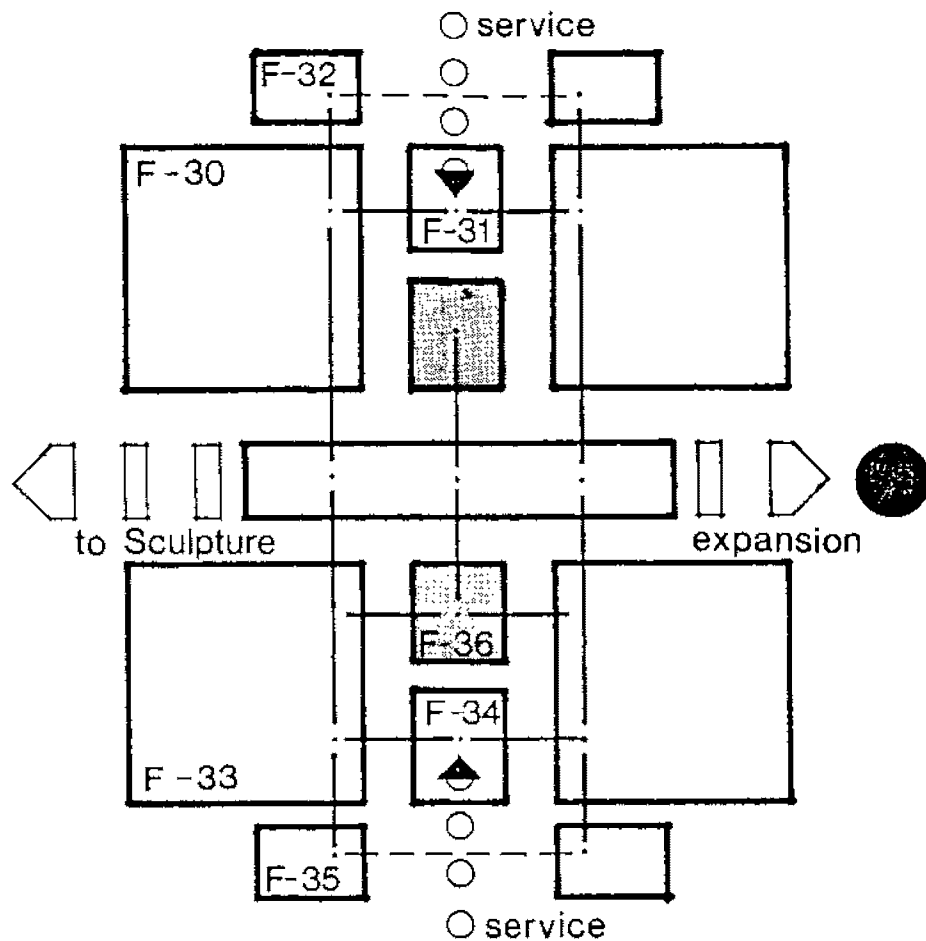 service
F-32
F-30
F-31
to Sculpture
expansion
F-36
F-34
F-33
F-35
service